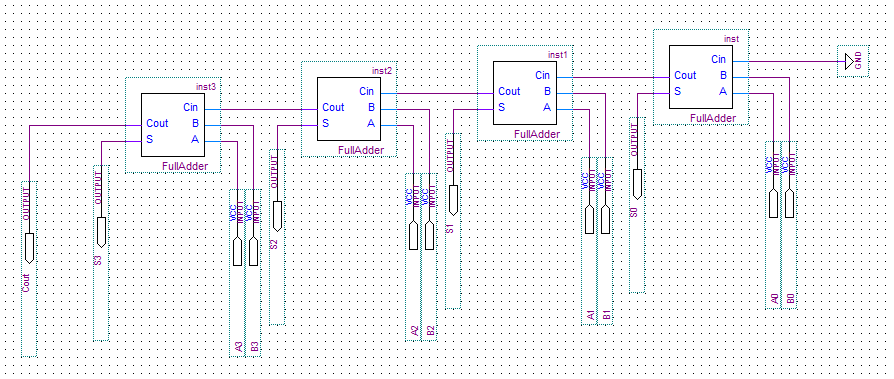 inst3
Cin
Cout B
S A
FullAdder
inst2
Cin
Cout B
S A
FullAdder
inst1
Cin
Cout B
S A
FullAdder
inst
Cin
Cout B
S A
FullAdder
GND
OUTPUT
Cout
OUTPUT
S3
VCC
INPUT
A3
VCC
INPUT
B3
OUTPUT
S2
VCC
INPUT
A2
VCC
INPUT
B2
OUTPUT
S1
VCC
INPUT
A1
VCC
INPUT
B1
OUTPUT
S0
VCC
INPUT
A0
VCC
INPUT
B0